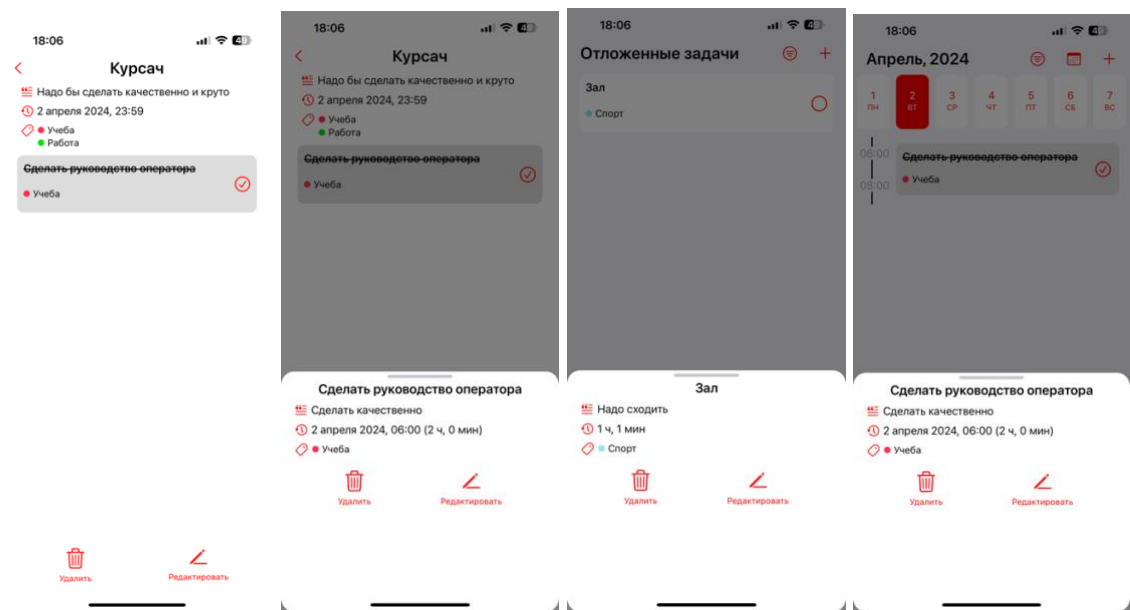 18:06
Курсач
Надо бы сделать качественно и круто
2 апреля 2024, 23:59
Учеба
Работа
Сделать руководство оператора
Учеба
Удалить
Редактировать
18:06
Курсач
Надо бы сделать качественно и круто
2 апреля 2024, 23:59
Учеба
Работа
Сделать руководство оператора
Учеба
Сделать руководство оператора
Сделать качественно
2 апреля 2024, 06:00 (2 ч, 0 мин)
Учеба
Удалить
Редактировать
18:06
Отложенные задачи
Зал
Спорт
Зал
Надо сходить
1 ч, 1 мин
Спорт
Удалить
Редактировать
18:06
Апрель, 2024
1 2 3 4 5 6 7
ПН ВТ СР ЧТ ПТ СБ ВС
06:00
Сделать руководство оператора
Учеба
08:00
Сделать руководство оператора
Сделать качественно
2 апреля 2024, 06:00 (2 ч, 0 мин)
Учеба
Удалить
Редактировать